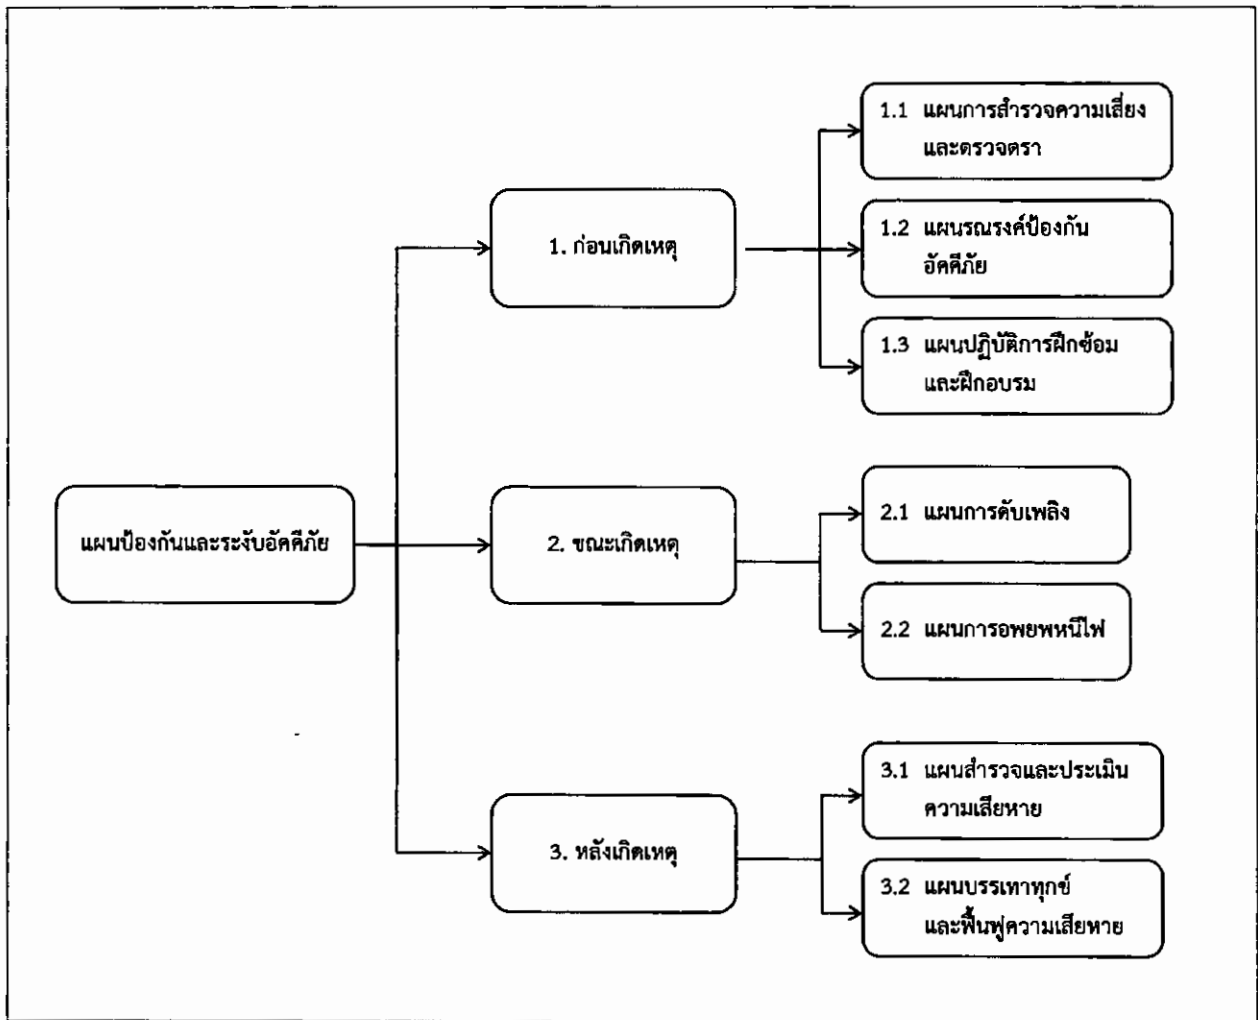 แผนป้องกันและระงับอัคคีภัย
1. ก่อนเกิดเหตุ
1.1 แผนการสำรวจความเสี่ยง
และตรวจตรา
1.2 แผนรณรงค์ป้องกัน
อัคคีภัย
1.3 แผนปฏิบัติการฝึกซ้อม
และฝึกอบรม
2. ขณะเกิดเหตุ
2.1 แผนการดับเพลิง
2.2 แผนการอพยพหนีไฟ
3. หลังเกิดเหตุ
3.1 แผนสำรวจและประเมิน
ความเสียหาย
3.2 แผนบรรเทาทุกข์
และฟื้นฟูความเสียหาย